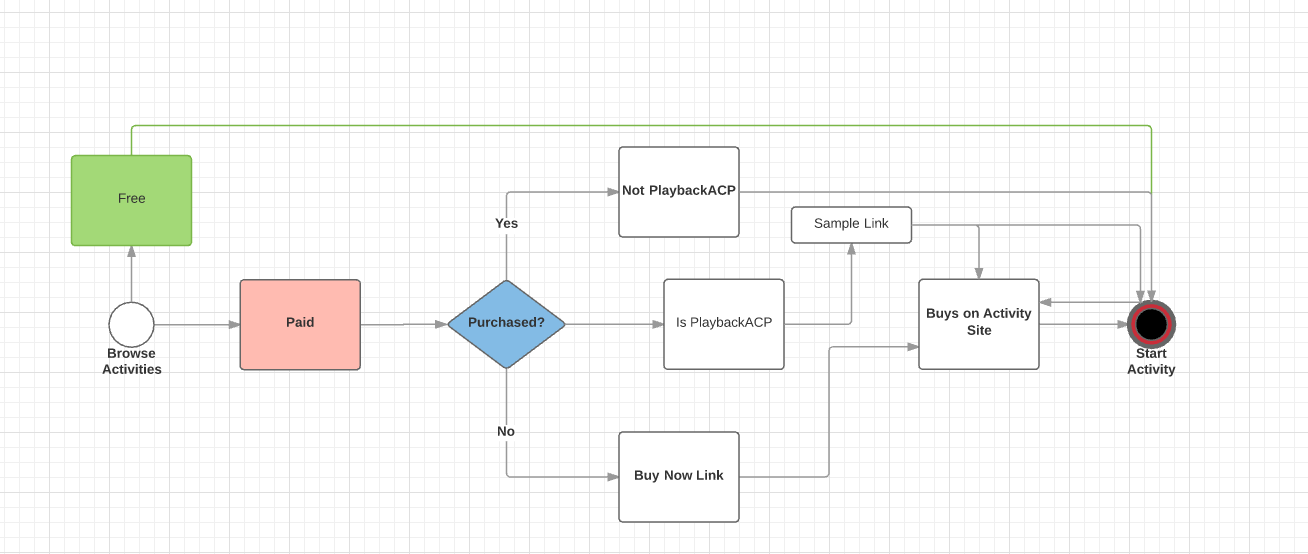 Free
Browse
Activities
Paid
Purchased?
Yes
No
Not PlaybackACP
Is PlaybackACP
Buy Now Link
Sample Link
Buys on Activity
Site
Start
Activity